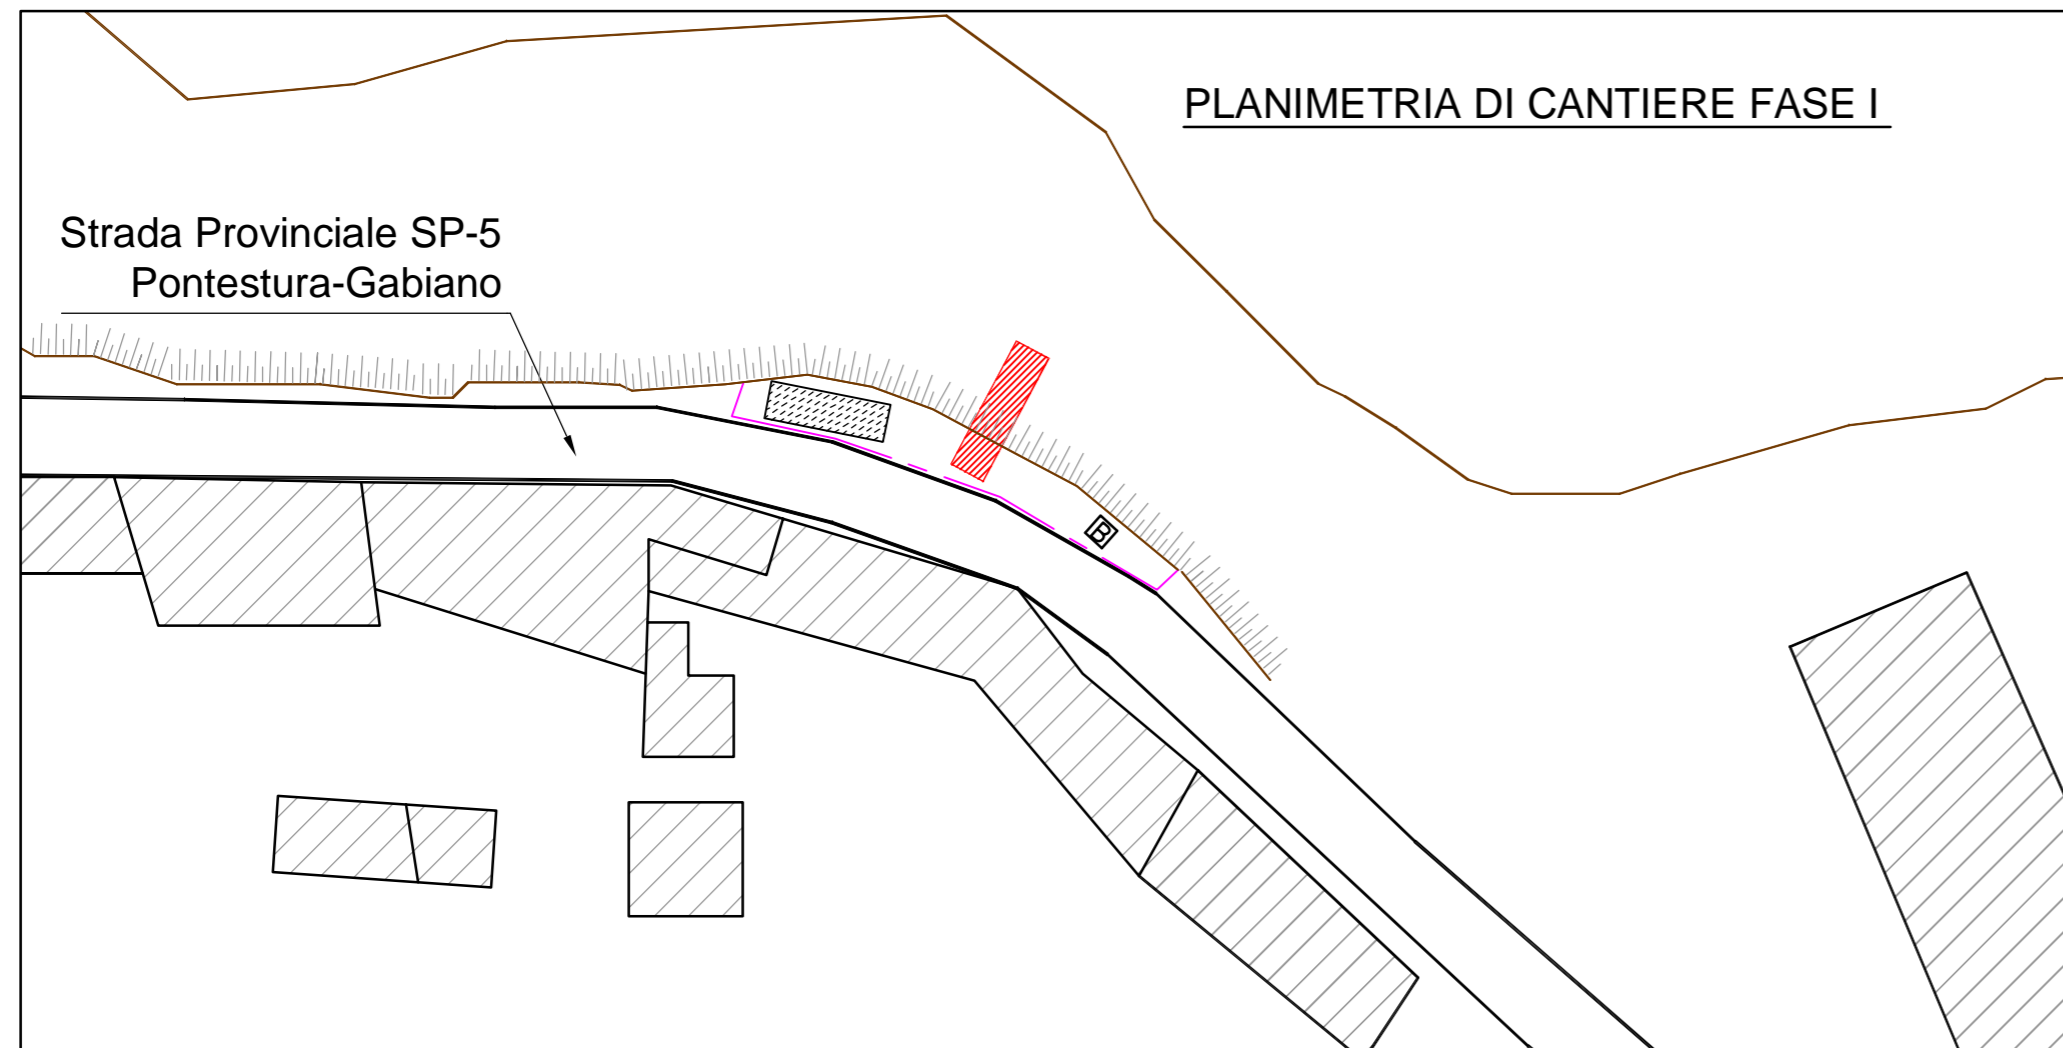 PLANIMETRIA DI CANTIERE FASE I
Strada Provinciale SP-5
Pontestura-Gabiano
B